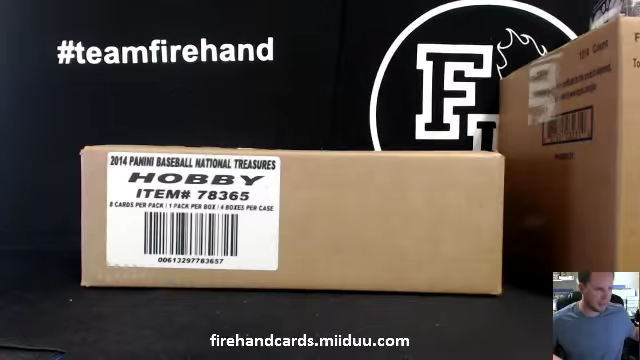 #teamfirehand
F
2014 PANINI BASEBALL NATIONAL TREASURES
HOBBY
ITEM# 78365
8 CARDS PER PACK / 1 PACK PER BOX / 4 BOXES PER CASE
00613297783657
firehandcards.miiduu.com